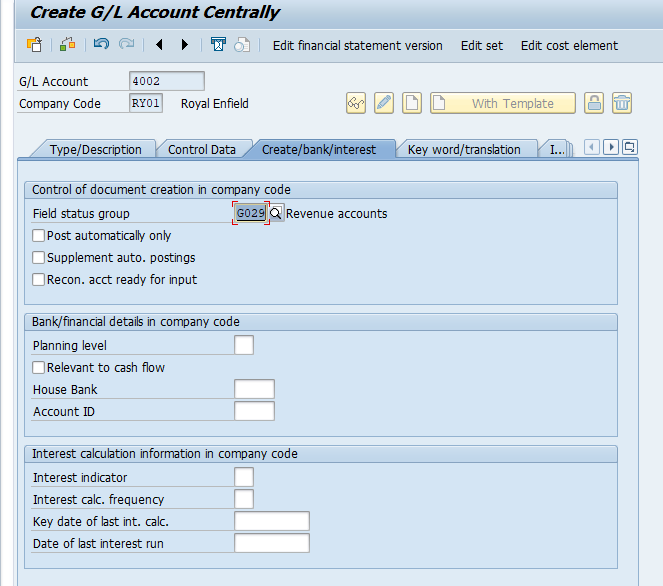 Create G/L Account Centrally
Edit financial statement version Edit set Edit cost element
G/L Account 4002
Company Code RY01 Royal Enfield
With Template
Type/Description Control Data Create/bank/interest Key word/translation I...
Control of document creation in company code
Field status group G029 Revenue accounts
Post automatically only
Supplement auto. postings
Recon. acct ready for input
Bank/financial details in company code
Planning level
Relevant to cash flow
House Bank
Account ID
Interest calculation information in company code
Interest indicator
Interest calc. frequency
Key date of last int. calc.
Date of last interest run